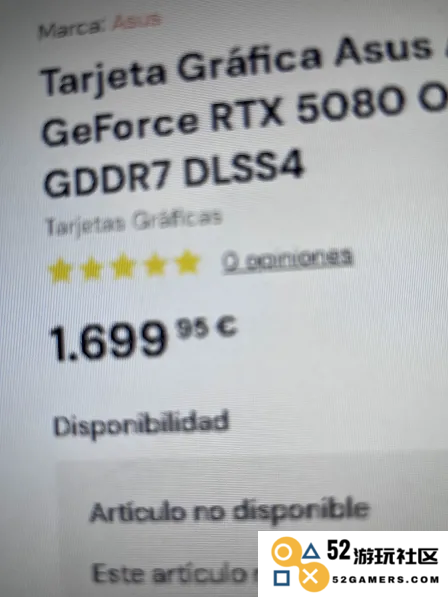 Marca: Asus
Tarjeta Gráfica Asus
GeForce RTX 5080
GDDR7 DLSS4
Tarjetas Gráficas
0 opiniones
1.699 95 €
Disponibilidad
Artículo no disponible
Este artículo
52游玩社区
52GAMERS.COM